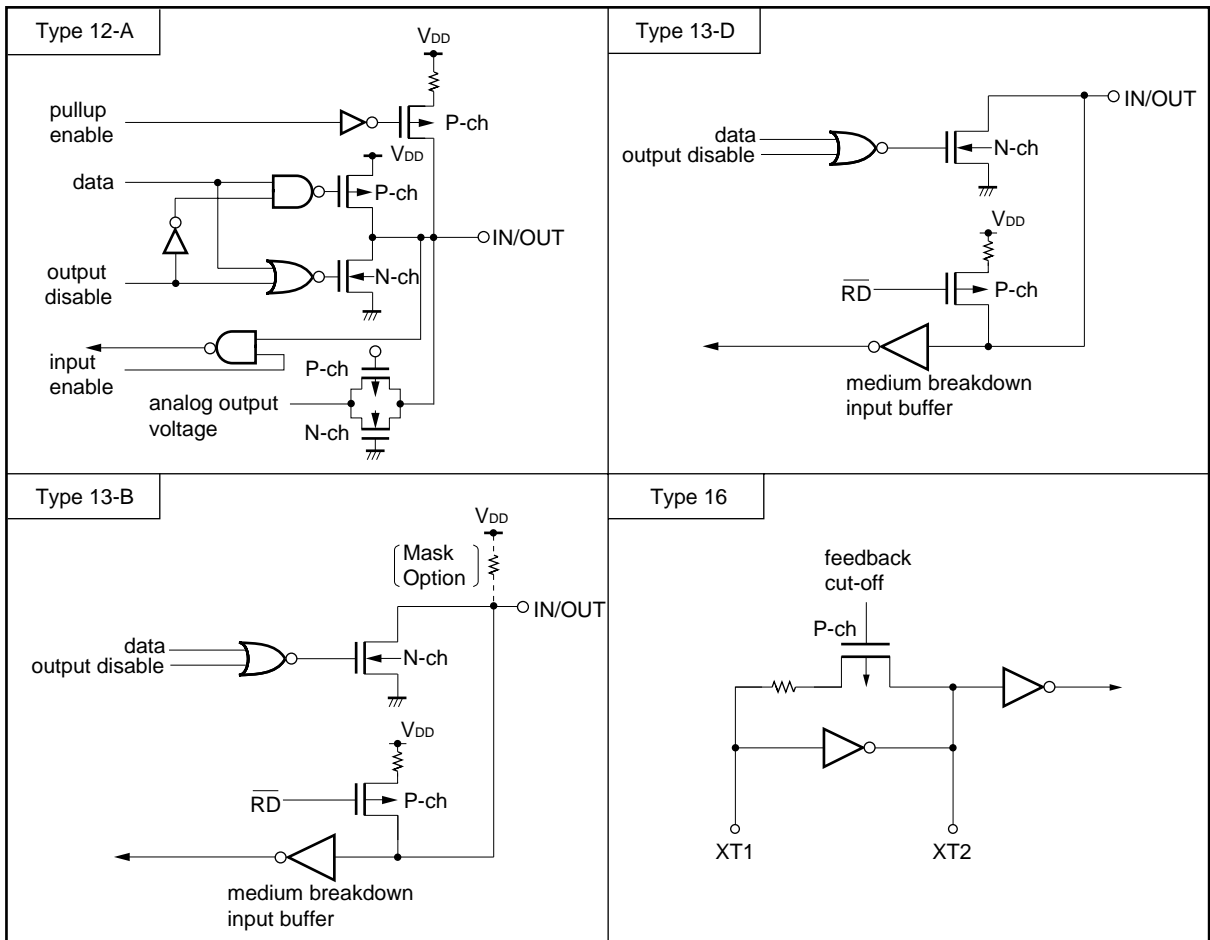 Type 12-A
VDD
pullup
enable
P-ch
VDD
data
P-ch
IN/OUT
output
disable
N-ch
input
enable
P-ch
analog output
voltage
N-ch
Type 13-D
IN/OUT
data
output disable
N-ch
VDD
RD
P-ch
medium breakdown
input buffer
Type 13-B
VDD
Mask
Option
IN/OUT
data
output disable
N-ch
VDD
RD
P-ch
medium breakdown
input buffer
Type 16
feedback
cut-off
P-ch
XT1
XT2